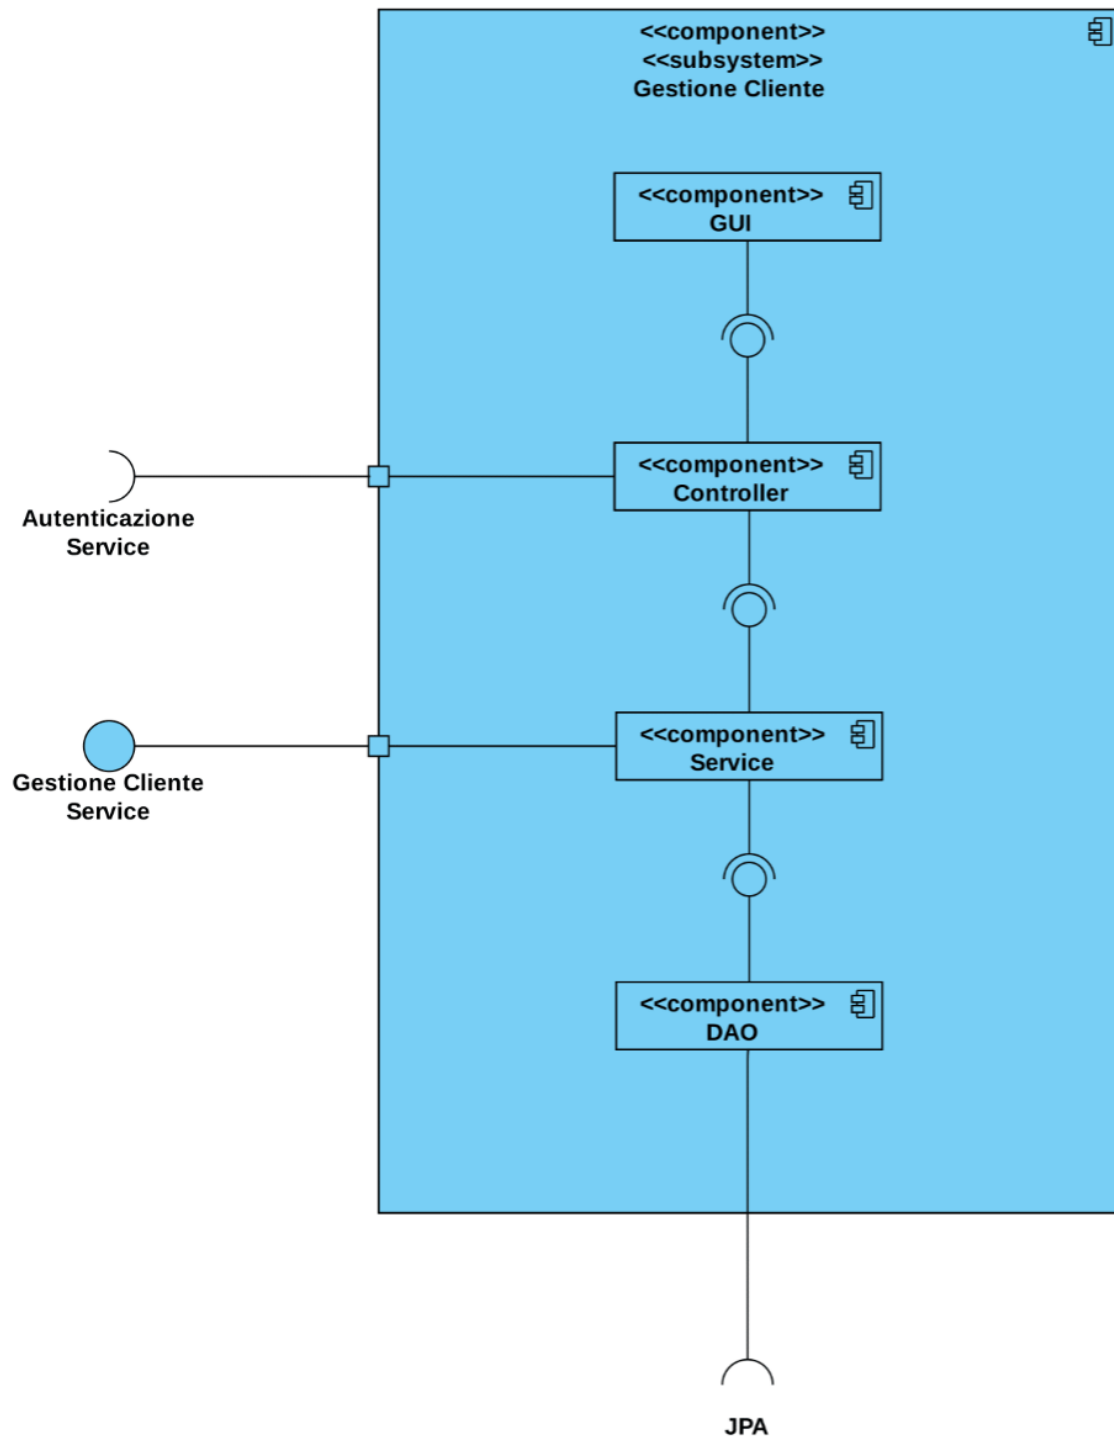 <<component>>
<<subsystem>>
Gestione Cliente
<<component>>
GUI
<<component>>
Controller
Autenticazione
Service
<<component>>
Service
Gestione Cliente
Service
<<component>>
DAO
JPA